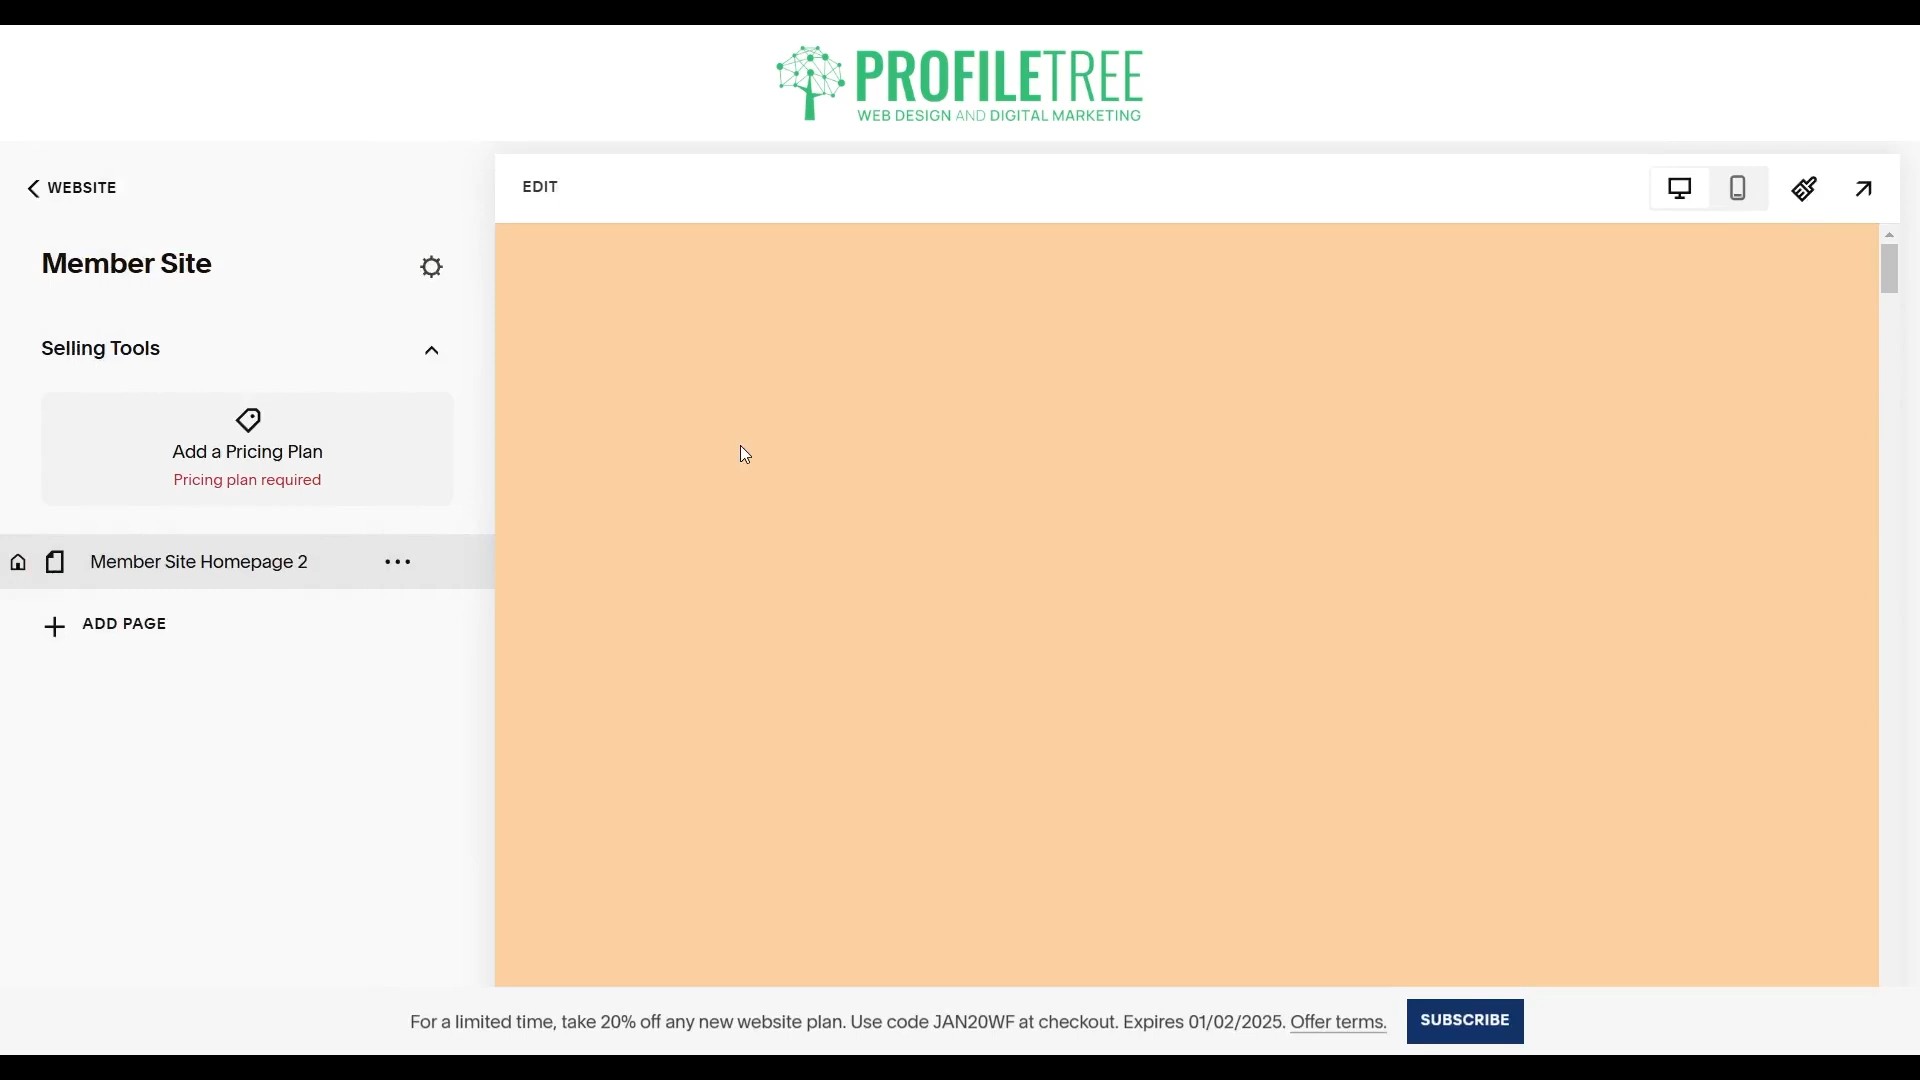 PROFILETREE
WEB DESIGN AND DIGITAL MARKETING
WEBSITE
EDIT
Member Site
Selling Tools
Add a Pricing Plan
Pricing plan required
Member Site Homepage 2
ADD PAGE
For a limited time, take 20% off any new website plan. Use code JAN20WF at checkout. Expires 01/02/2025. Offer terms.
SUBSCRIBE